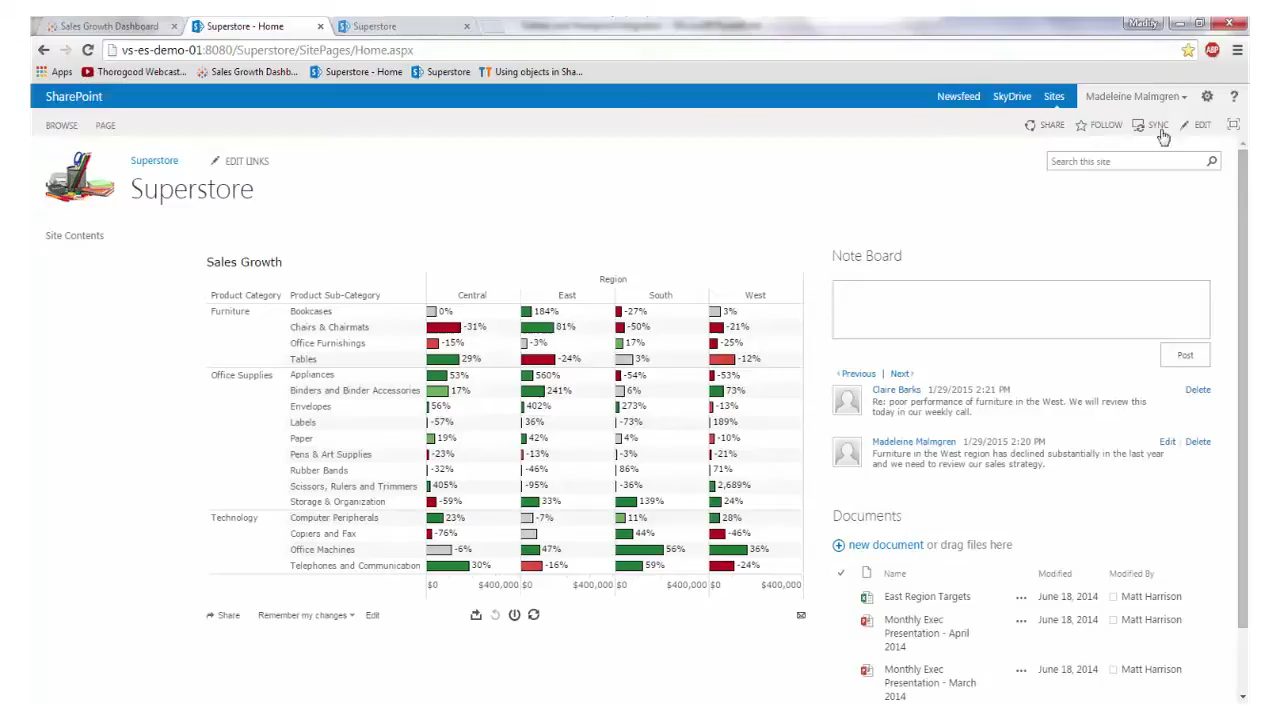 Sales Growth Dashboard × Superstore - Home × Superstore × Maddy
vs-es-demo-01:8080/Superstore/SitePages/Home.aspx ABP
Apps Thorogood Webcast... Sales Growth Dashb... Superstore - Home Superstore TT Using objects in Sha...
SharePoint Newsfeed SkyDrive Sites Madeleine Malmgren ?
BROWSE PAGE SHARE FOLLOW SYNC EDIT
Superstore EDIT LINKS Search this site
Superstore
Site Contents
Sales Growth
Region
Product Category Product Sub-Category Central East South West
Furniture Bookcases 0% 184% -27% 3%
Chairs & Chairmats -31% 81% -50% -21%
Office Furnishings -15% -3% 17% -25%
Tables 29% -24% 3% -12%
Office Supplies Appliances 53% 560% -54% -53%
Binders and Binder Accessories 17% 241% 6% 73%
Envelopes 56% 402% 273% -13%
Labels -57% 36% -73% 189%
Paper 19% 42% 4% -10%
Pens & Art Supplies -23% -13% -3% -21%
Rubber Bands -32% -46% 86% 71%
Scissors, Rulers and Trimmers 405% -95% -36% 2,689%
Storage & Organization -59% 33% 139% 24%
Technology Computer Peripherals 23% -7% 11% 28%
Copiers and Fax -76% 44% -46%
Office Machines -6% 47% 56% 36%
Telephones and Communication 30% -16% 59% -24%
$0 $400,000 $0 $400,000 $0 $400,000 $0 $400,000
Share Remember my changes Edit
Note Board
Post
‹Previous | Next›
Claire Barks 1/29/2015 2:21 PM Delete
Re: poor performance of furniture in the West. We will review this
today in our weekly call.
Madeleine Malmgren 1/29/2015 2:20 PM Edit | Delete
Furniture in the West region has declined substantially in the last year
and we need to review our sales strategy.
Documents
new document or drag files here
Name Modified Modified By
East Region Targets ... June 18, 2014 Matt Harrison
Monthly Exec ... June 18, 2014 Matt Harrison
Presentation - April
2014
Monthly Exec ... June 18, 2014 Matt Harrison
Presentation - March
2014